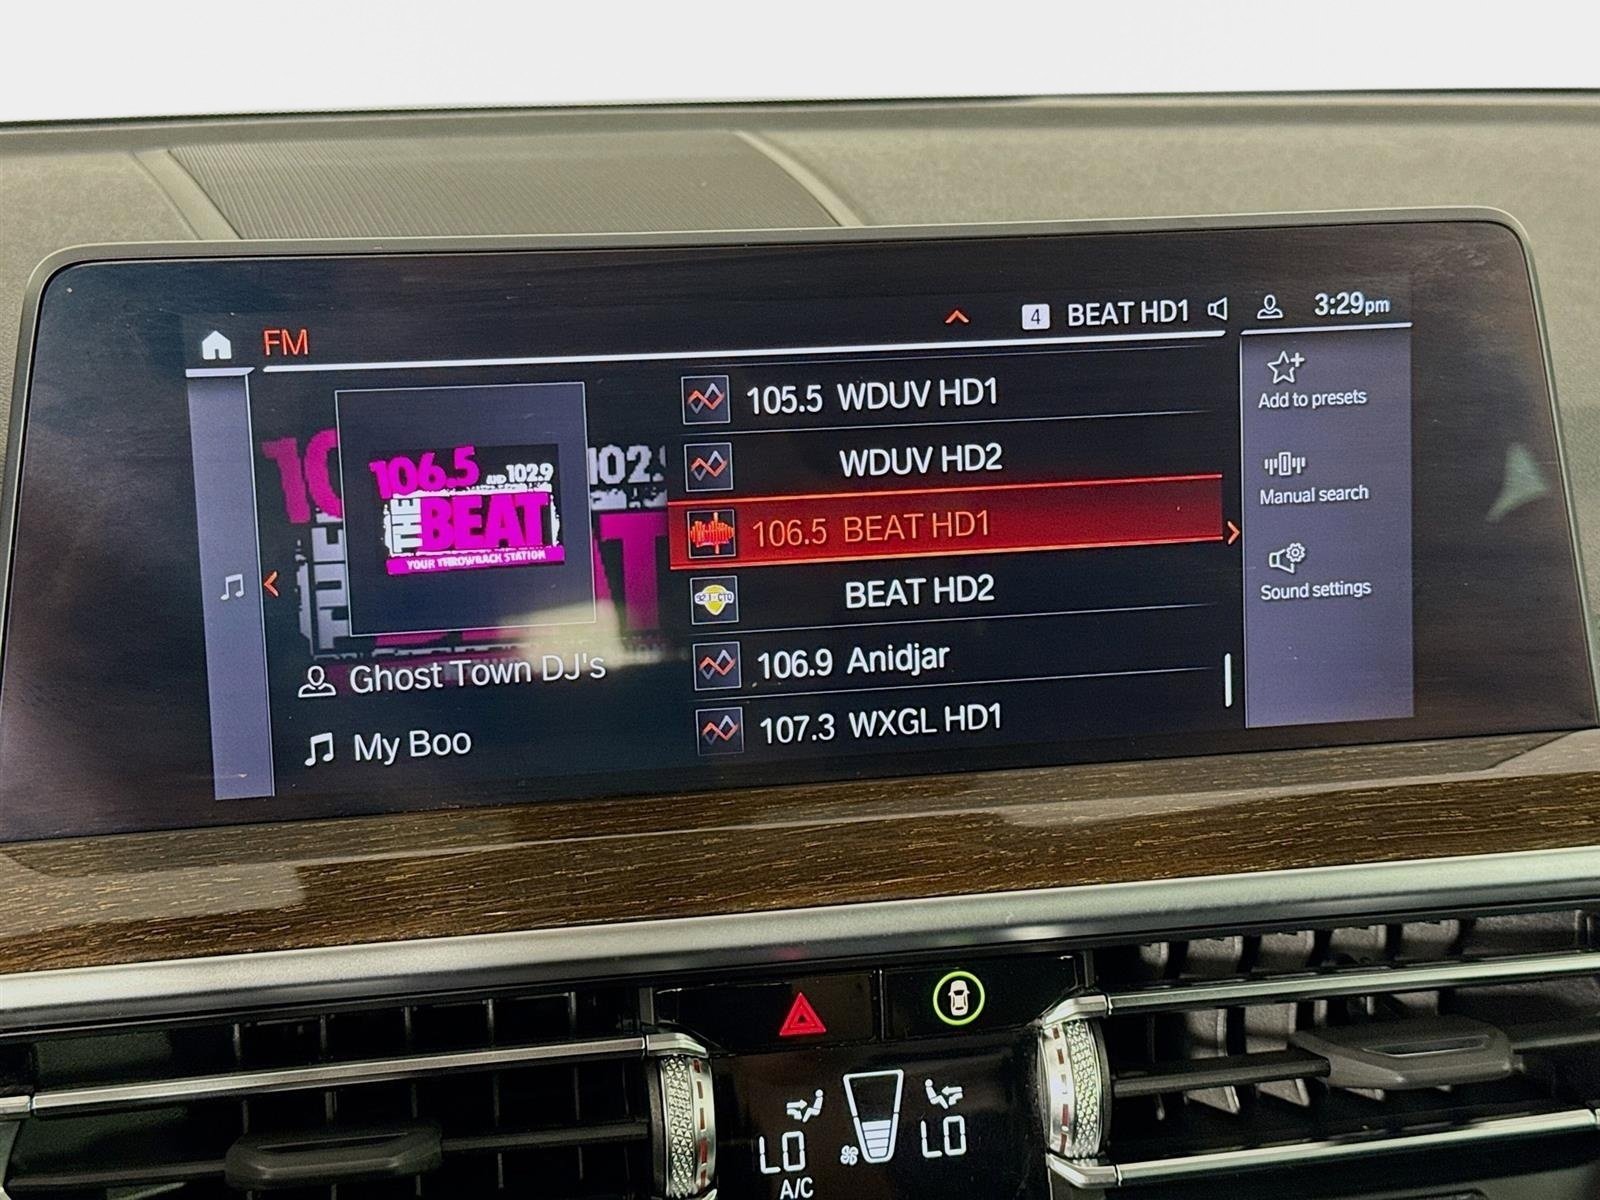 FM
4 BEAT HD1
3:29pm
106.5 AND 102.9
THE BEAT
YOUR THROWBACK STATION
Ghost Town DJ's
My Boo
105.5 WDUV HD1
WDUV HD2
106.5 BEAT HD1
BEAT HD2
106.9 Anidjar
107.3 WXGL HD1
Add to presets
Manual search
Sound settings
LO
LO
A/C